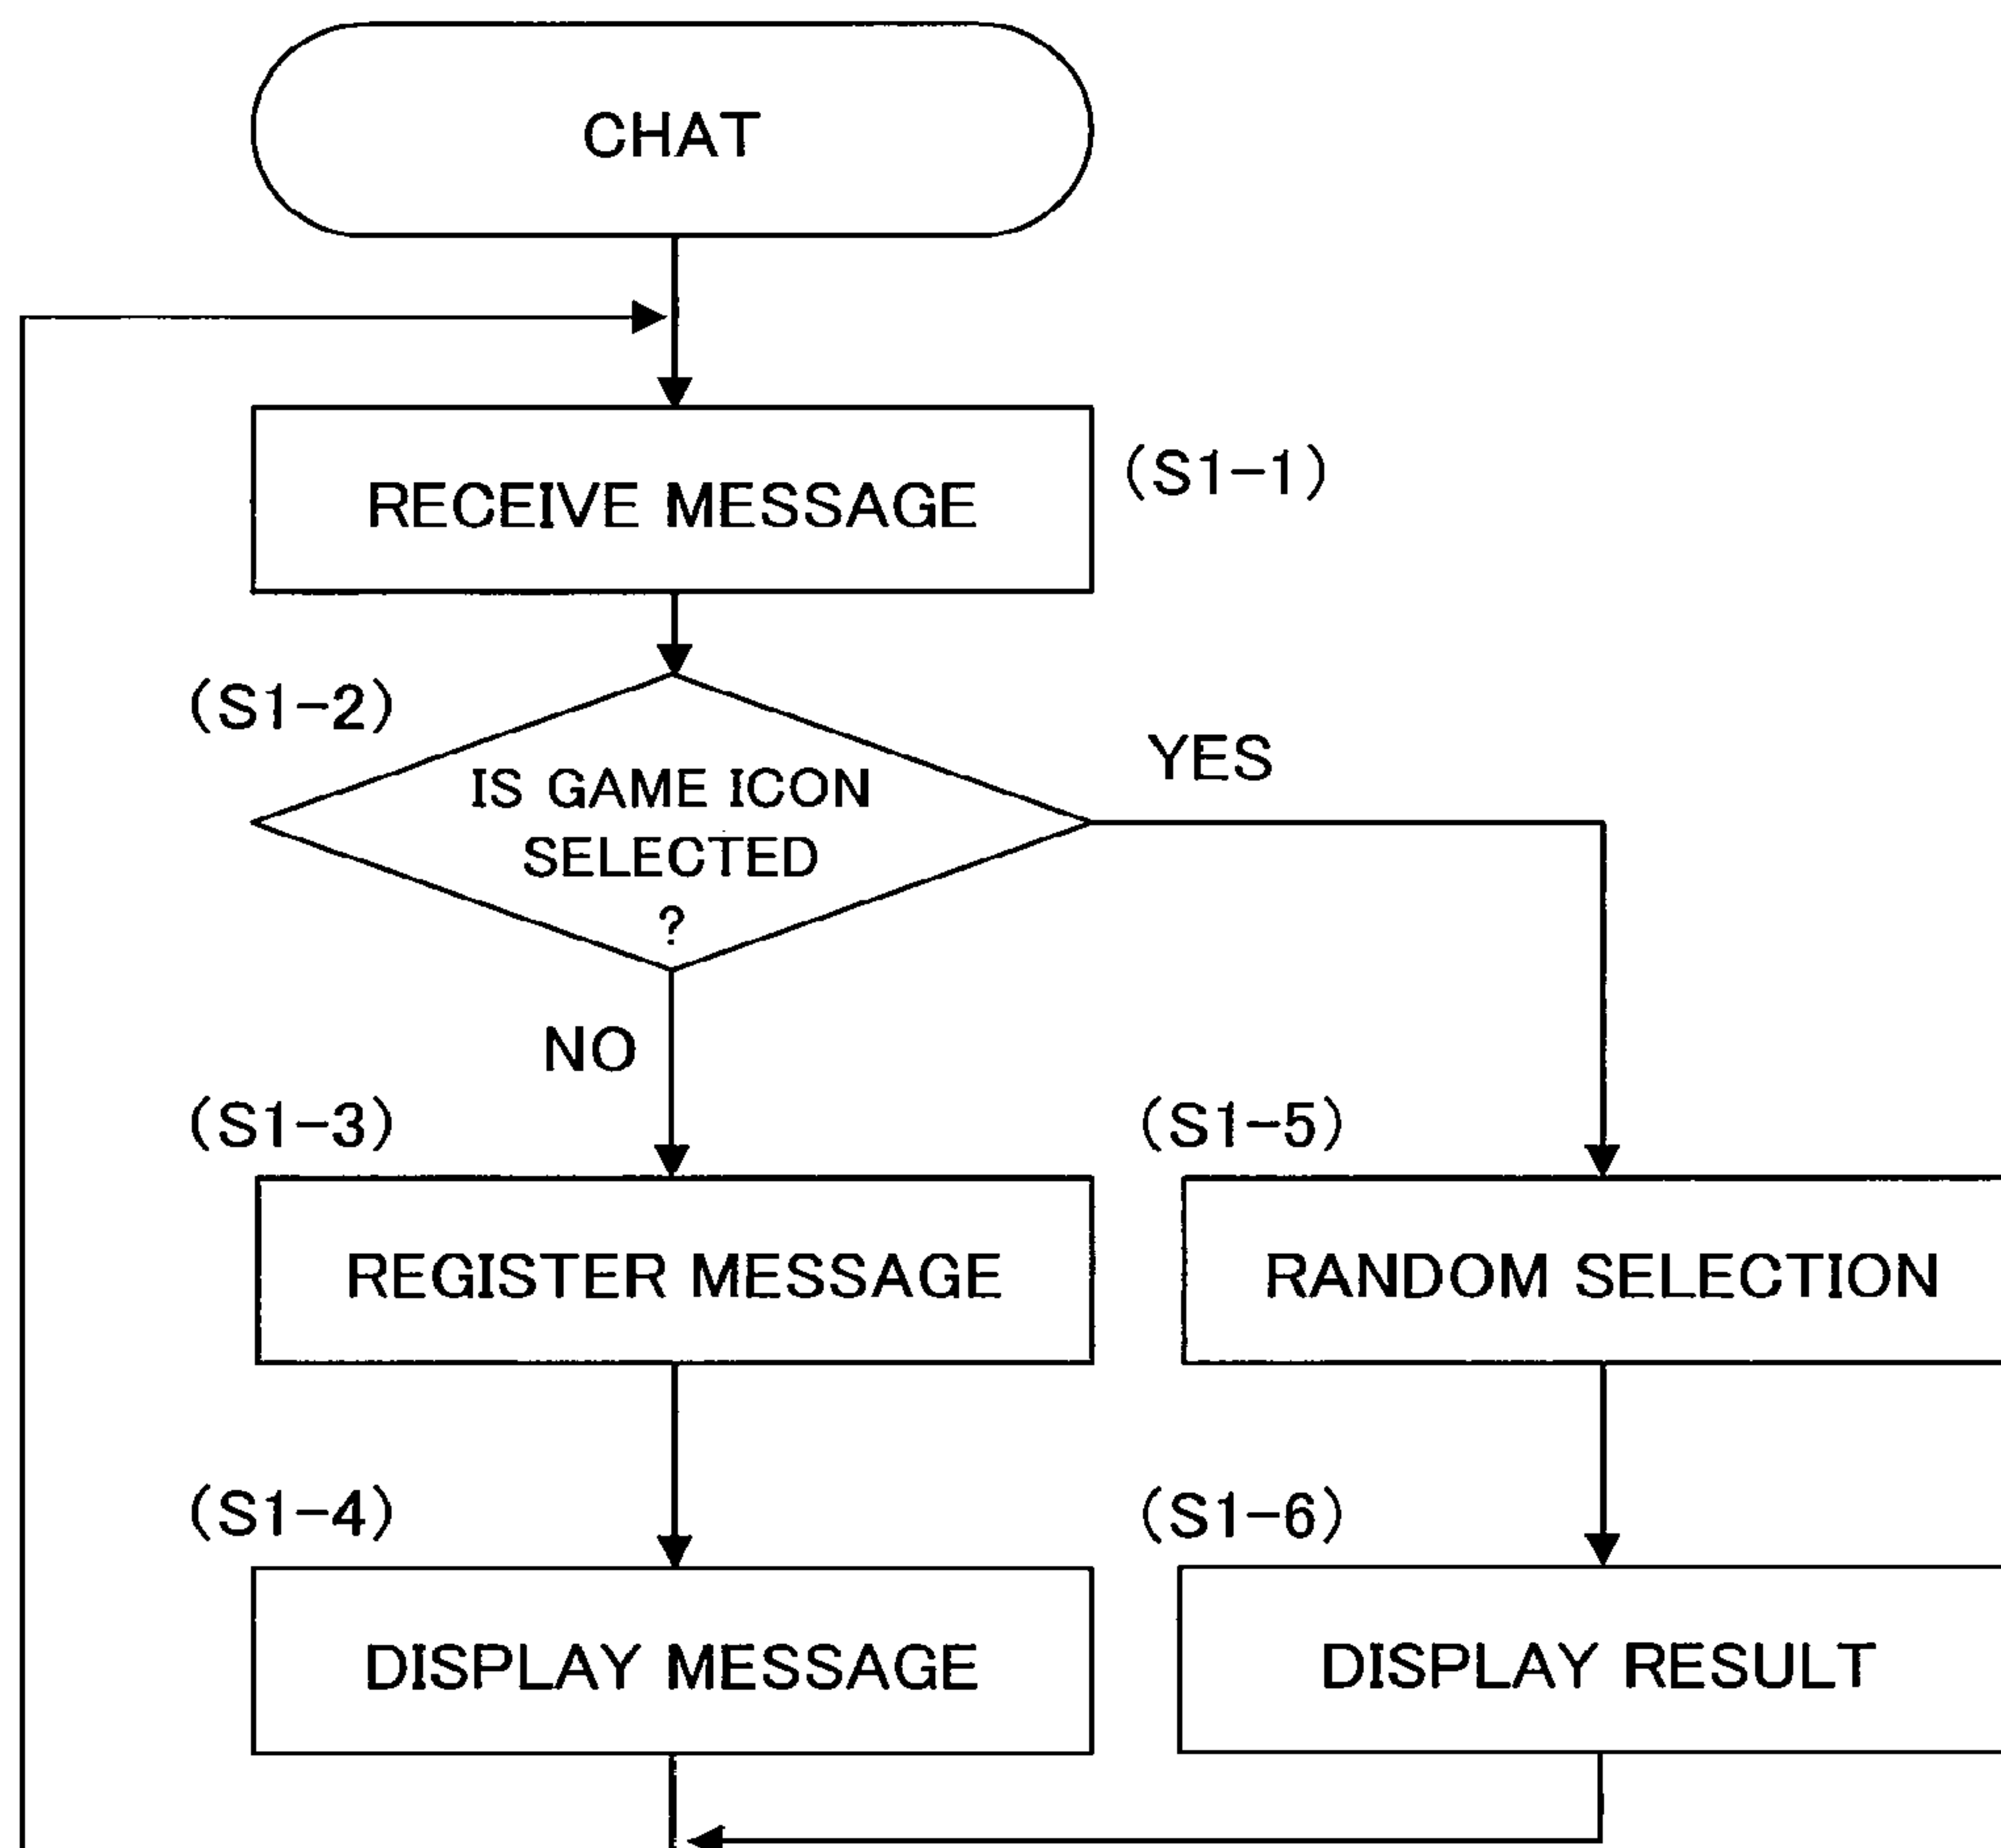 CHAT
RECEIVE MESSAGE
(S1-1)
(S1-2)
IS GAME ICON
SELECTED
?
YES
NO
(S1-3)
REGISTER MESSAGE
(S1-5)
RANDOM SELECTION
(S1-4)
DISPLAY MESSAGE
(S1-6)
DISPLAY RESULT